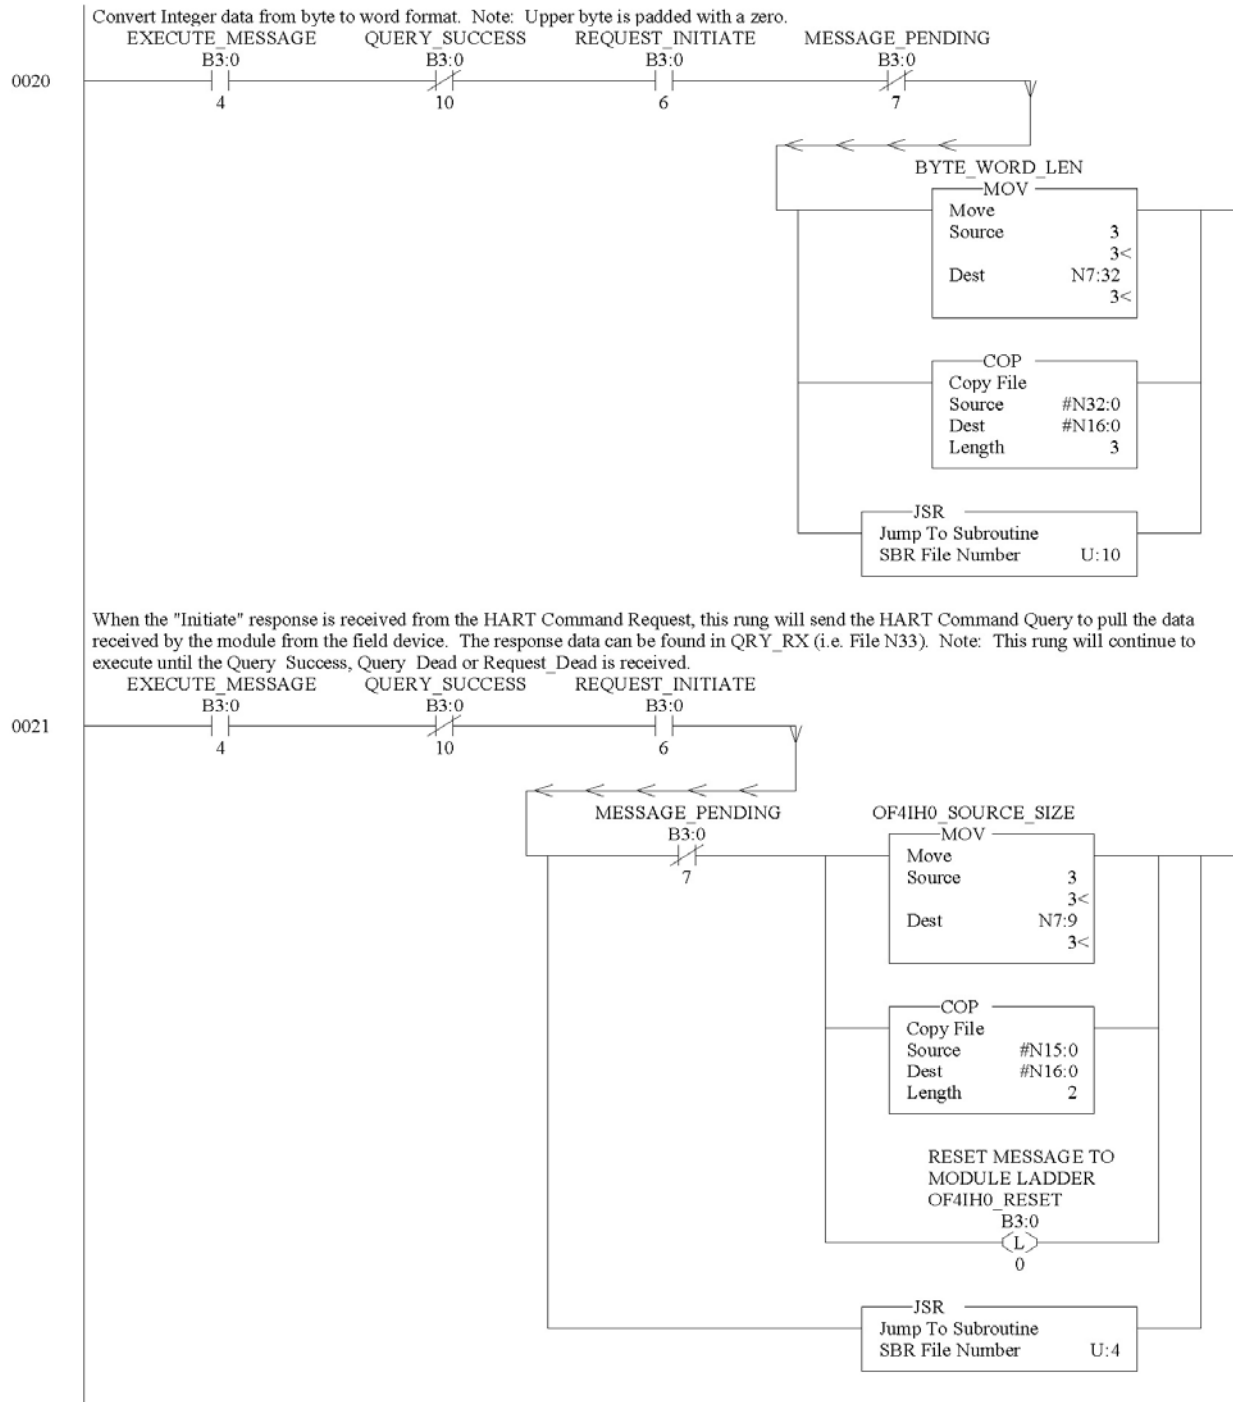 Convert Integer data from byte to word format.  Note:  Upper byte is padded with a zero.
EXECUTE_MESSAGE QUERY_SUCCESS REQUEST_INITIATE MESSAGE_PENDING
B3:0 B3:0 B3:0 B3:0
0020
4 10 6 7
BYTE_WORD_LEN
MOV
Move
Source 3
3<
Dest N7:32
3<
COP
Copy File
Source #N32:0
Dest #N16:0
Length 3
JSR
Jump To Subroutine
SBR File Number U:10
When the "Initiate" response is received from the HART Command Request, this rung will send the HART Command Query to pull the data
received by the module from the field device.  The response data can be found in QRY_RX (i.e. File N33).  Note:  This rung will continue to
execute until the Query_Success, Query_Dead or Request_Dead is received.
EXECUTE_MESSAGE QUERY_SUCCESS REQUEST_INITIATE
B3:0 B3:0 B3:0
0021
4 10 6
MESSAGE_PENDING OF4IH0_SOURCE_SIZE
B3:0 MOV
7
Move
Source 3
3<
Dest N7:9
3<
COP
Copy File
Source #N15:0
Dest #N16:0
Length 2
RESET MESSAGE TO
MODULE LADDER
OF4IH0_RESET
B3:0
L
0
JSR
Jump To Subroutine
SBR File Number U:4